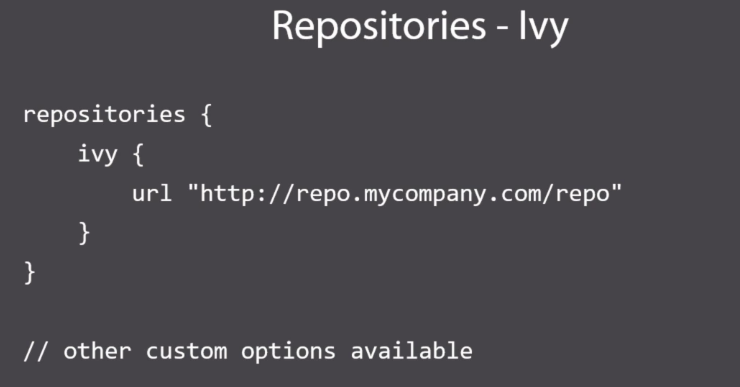 Repositories - Ivy
repositories {
    ivy {
        url "http://repo.mycompany.com/repo"
    }
}
// other custom options available